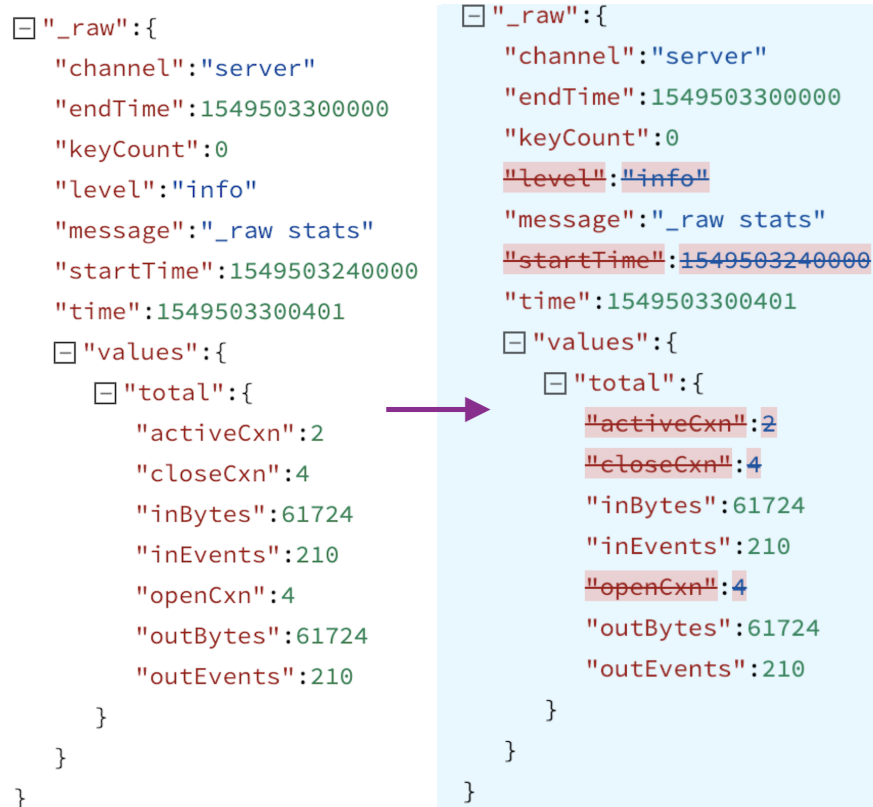 "_raw":{
"channel":"server"
"endTime":1549503300000
"keyCount":0
"level":"info"
"message":"_raw stats"
"startTime":1549503240000
"time":1549503300401
"values":{
"total":{
"activeCxn":2
"closeCxn":4
"inBytes":61724
"inEvents":210
"openCxn":4
"outBytes":61724
"outEvents":210
}
}
}
"_raw":{
"channel":"server"
"endTime":1549503300000
"keyCount":0
"level":"info"
"message":"_raw stats"
"startTime":1549503240000
"time":1549503300401
"values":{
"total":{
"activeCxn":2
"closeCxn":4
"inBytes":61724
"inEvents":210
"openCxn":4
"outBytes":61724
"outEvents":210
}
}
}